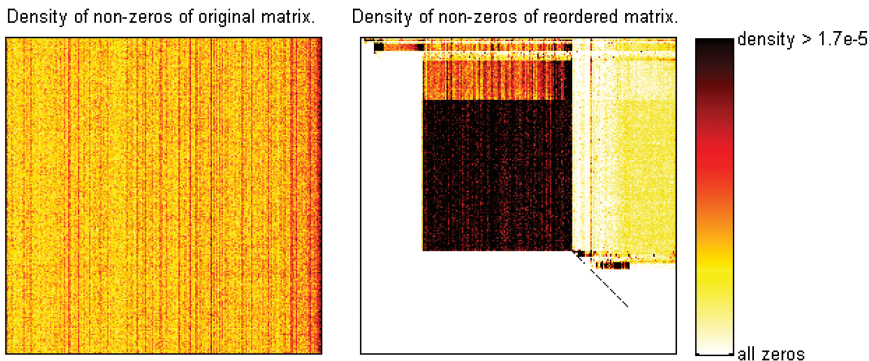 Density of non-zeros of original matrix.
Density of non-zeros of reordered matrix.
density > 1.7e-5
all zeros